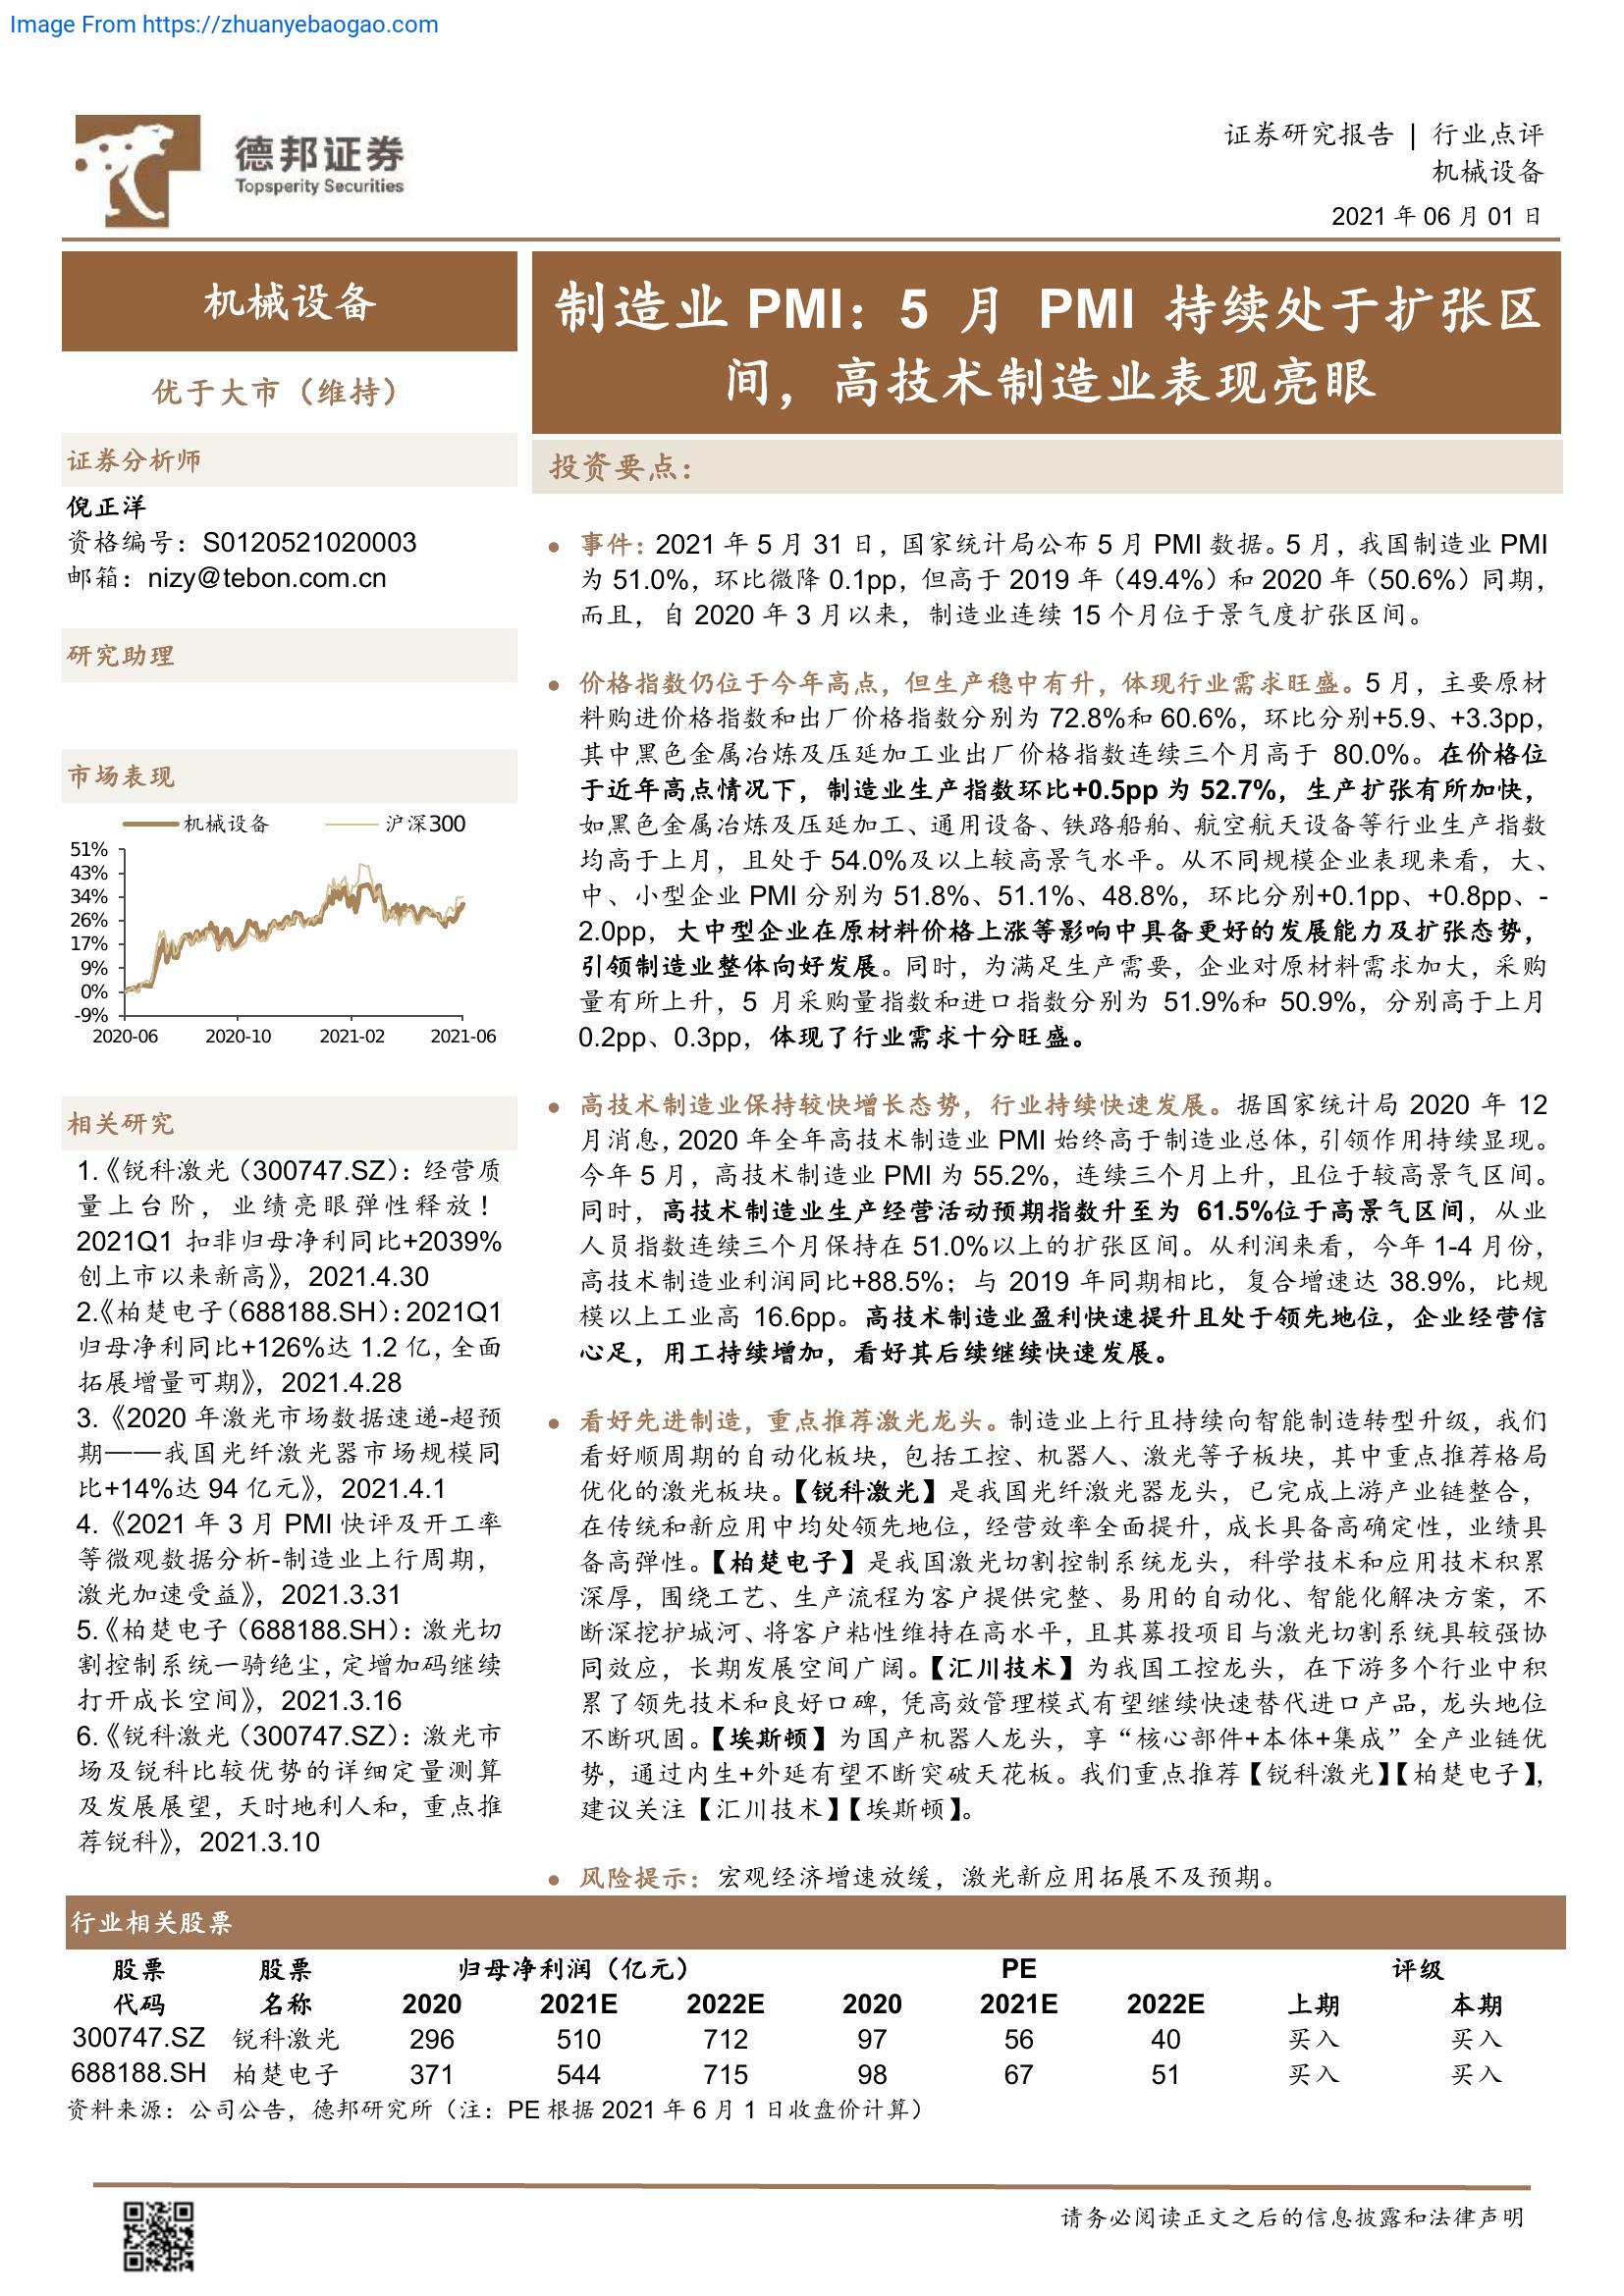 Image From https://zhuanyebaogao.com
德邦证券
Topsperity Securities
证券研究报告 | 行业点评
机械设备
2021 年 06 月 01 日
机械设备
优于大市（维持）
证券分析师
倪正洋
资格编号：S0120521020003
邮箱：nizy@tebon.com.cn
研究助理
市场表现
机械设备 沪深300
51%
43%
34%
26%
17%
9%
0%
-9%
2020-06 2020-10 2021-02 2021-06
相关研究
1.《锐科激光（300747.SZ）：经营质
量上台阶，业绩亮眼弹性释放！
2021Q1 扣非归母净利同比+2039%
创上市以来新高》，2021.4.30
2.《柏楚电子（688188.SH）：2021Q1
归母净利同比+126%达 1.2 亿，全面
拓展增量可期》，2021.4.28
3.《2020 年激光市场数据速递-超预
期——我国光纤激光器市场规模同
比+14%达 94 亿元》，2021.4.1
4.《2021 年 3 月 PMI 快评及开工率
等微观数据分析-制造业上行周期，
激光加速受益》，2021.3.31
5.《柏楚电子（688188.SH）：激光切
割控制系统一骑绝尘，定增加码继续
打开成长空间》，2021.3.16
6.《锐科激光（300747.SZ）：激光市
场及锐科比较优势的详细定量测算
及发展展望，天时地利人和，重点推
荐锐科》，2021.3.10
制造业 PMI：5 月 PMI 持续处于扩张区
间，高技术制造业表现亮眼
投资要点：
● 事件：2021 年 5 月 31 日，国家统计局公布 5 月 PMI 数据。5 月，我国制造业 PMI
为 51.0%，环比微降 0.1pp，但高于 2019 年（49.4%）和 2020 年（50.6%）同期，
而且，自 2020 年 3 月以来，制造业连续 15 个月位于景气度扩张区间。
● 价格指数仍位于今年高点，但生产稳中有升，体现行业需求旺盛。5 月，主要原材
料购进价格指数和出厂价格指数分别为 72.8%和 60.6%，环比分别+5.9、+3.3pp，
其中黑色金属冶炼及压延加工业出厂价格指数连续三个月高于 80.0%。在价格位
于近年高点情况下，制造业生产指数环比+0.5pp 为 52.7%，生产扩张有所加快，
如黑色金属冶炼及压延加工、通用设备、铁路船舶、航空航天设备等行业生产指数
均高于上月，且处于 54.0%及以上较高景气水平。从不同规模企业表现来看，大、
中、小型企业 PMI 分别为 51.8%、51.1%、48.8%，环比分别+0.1pp、+0.8pp、-
2.0pp，大中型企业在原材料价格上涨等影响中具备更好的发展能力及扩张态势，
引领制造业整体向好发展。同时，为满足生产需要，企业对原材料需求加大，采购
量有所上升，5 月采购量指数和进口指数分别为 51.9%和 50.9%，分别高于上月
0.2pp、0.3pp，体现了行业需求十分旺盛。
● 高技术制造业保持较快增长态势，行业持续快速发展。据国家统计局 2020 年 12
月消息，2020 年全年高技术制造业 PMI 始终高于制造业总体，引领作用持续显现。
今年 5 月，高技术制造业 PMI 为 55.2%，连续三个月上升，且位于较高景气区间。
同时，高技术制造业生产经营活动预期指数升至为 61.5%位于高景气区间，从业
人员指数连续三个月保持在 51.0%以上的扩张区间。从利润来看，今年 1-4 月份，
高技术制造业利润同比+88.5%；与 2019 年同期相比，复合增速达 38.9%，比规
模以上工业高 16.6pp。高技术制造业盈利快速提升且处于领先地位，企业经营信
心足，用工持续增加，看好其后续继续快速发展。
● 看好先进制造，重点推荐激光龙头。制造业上行且持续向智能制造转型升级，我们
看好顺周期的自动化板块，包括工控、机器人、激光等子板块，其中重点推荐格局
优化的激光板块。【锐科激光】是我国光纤激光器龙头，已完成上游产业链整合，
在传统和新应用中均处领先地位，经营效率全面提升，成长具备高确定性，业绩具
备高弹性。【柏楚电子】是我国激光切割控制系统龙头，科学技术和应用技术积累
深厚，围绕工艺、生产流程为客户提供完整、易用的自动化、智能化解决方案，不
断深挖护城河、将客户粘性维持在高水平，且其募投项目与激光切割系统具较强协
同效应，长期发展空间广阔。【汇川技术】为我国工控龙头，在下游多个行业中积
累了领先技术和良好口碑，凭高效管理模式有望继续快速替代进口产品，龙头地位
不断巩固。【埃斯顿】为国产机器人龙头，享“核心部件+本体+集成”全产业链优
势，通过内生+外延有望不断突破天花板。我们重点推荐【锐科激光】【柏楚电子】，
建议关注【汇川技术】【埃斯顿】。
● 风险提示：宏观经济增速放缓，激光新应用拓展不及预期。
行业相关股票
股票 股票 归母净利润（亿元） PE 评级
代码 名称 2020 2021E 2022E 2020 2021E 2022E 上期 本期
300747.SZ 锐科激光 296 510 712 97 56 40 买入 买入
688188.SH 柏楚电子 371 544 715 98 67 51 买入 买入
资料来源：公司公告，德邦研究所（注：PE 根据 2021 年 6 月 1 日收盘价计算）
请务必阅读正文之后的信息披露和法律声明